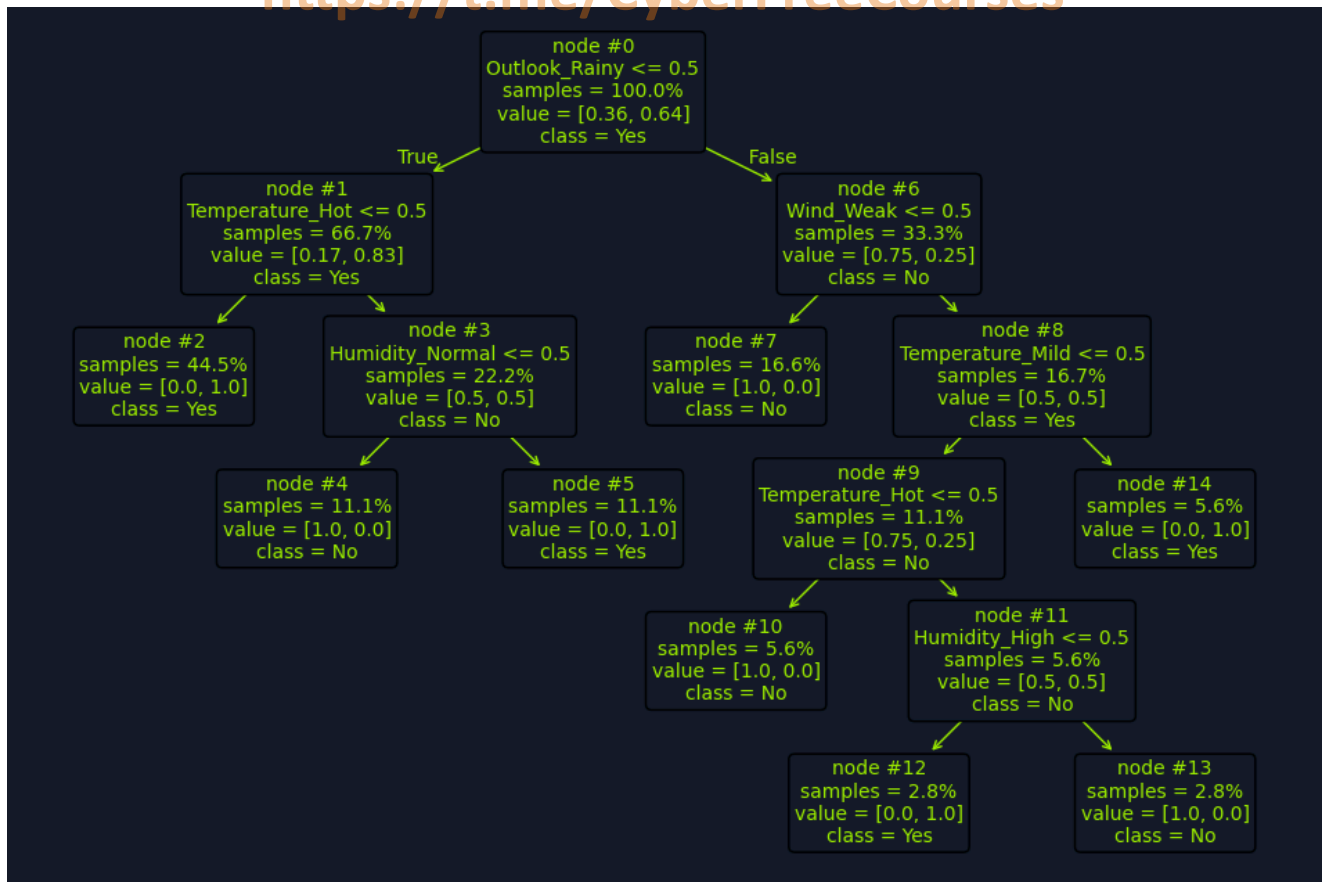 https://t.me/CyberFreeCourses
node #0
Outlook_Rainy <= 0.5
samples = 100.0%
value = [0.36, 0.64]
class = Yes
True
False
node #1
Temperature_Hot <= 0.5
samples = 66.7%
value = [0.17, 0.83]
class = Yes
node #6
Wind_Weak <= 0.5
samples = 33.3%
value = [0.75, 0.25]
class = No
node #2
samples = 44.5%
value = [0.0, 1.0]
class = Yes
node #3
Humidity_Normal <= 0.5
samples = 22.2%
value = [0.5, 0.5]
class = No
node #7
samples = 16.6%
value = [1.0, 0.0]
class = No
node #8
Temperature_Mild <= 0.5
samples = 16.7%
value = [0.5, 0.5]
class = Yes
node #4
samples = 11.1%
value = [1.0, 0.0]
class = No
node #5
samples = 11.1%
value = [0.0, 1.0]
class = Yes
node #9
Temperature_Hot <= 0.5
samples = 11.1%
value = [0.75, 0.25]
class = No
node #14
samples = 5.6%
value = [0.0, 1.0]
class = Yes
node #10
samples = 5.6%
value = [1.0, 0.0]
class = No
node #11
Humidity_High <= 0.5
samples = 5.6%
value = [0.5, 0.5]
class = No
node #12
samples = 2.8%
value = [0.0, 1.0]
class = Yes
node #13
samples = 2.8%
value = [1.0, 0.0]
class = No